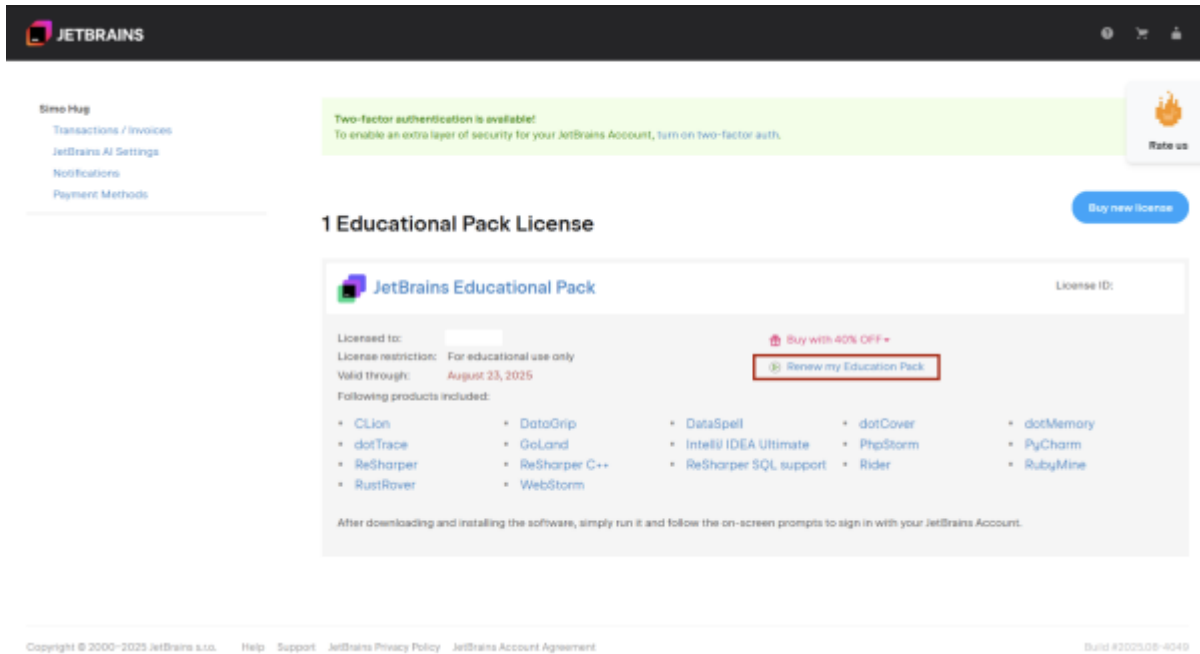 JETBRAINS
Simo Hug
Transactions / Invoices
JetBrains AI Settings
Notifications
Payment Methods
Two-factor authentication is available!
To enable an extra layer of security for your JetBrains Account, turn on two-factor auth.
Rate us
Buy new license
1 Educational Pack License
JetBrains Educational Pack
License ID:
Licensed to:
License restriction: For educational use only
Valid through: August 23, 2025
Buy with 40% OFF
Renew my Education Pack
Following products included:
• CLion • DataGrip • DataSpell • dotCover • dotMemory
• dotTrace • GoLand • IntelliJ IDEA Ultimate • PhpStorm • PyCharm
• ReSharper • ReSharper C++ • ReSharper SQL support • Rider • RubyMine
• RustRover • WebStorm
After downloading and installing the software, simply run it and follow the on-screen prompts to sign in with your JetBrains Account.
Copyright © 2000–2025 JetBrains s.r.o. Help Support JetBrains Privacy Policy JetBrains Account Agreement Build #2025.08-4049